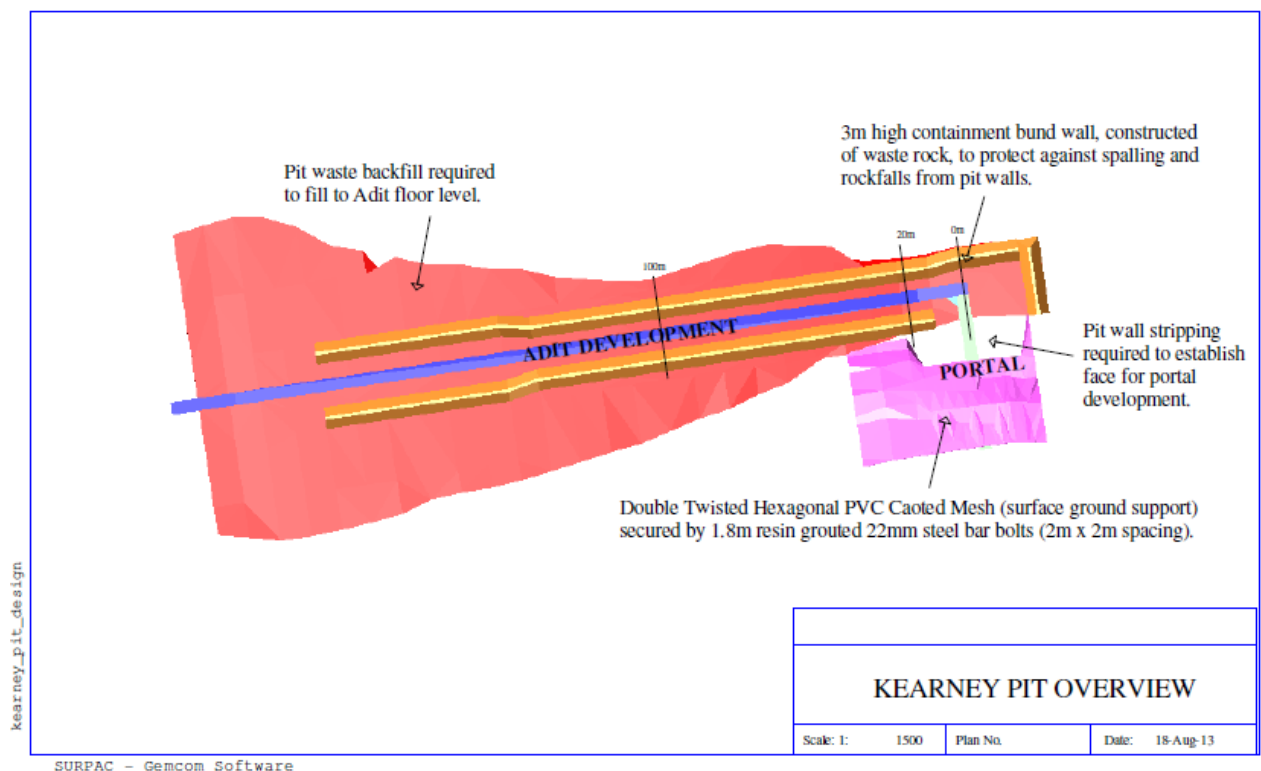 3m high containment bund wall, constructed
of waste rock, to protect against spalling and
rockfalls from pit walls.
Pit waste backfill required
to fill to Adit floor level.
20m
0m
100m
ADIT DEVELOPMENT
PORTAL
Pit wall stripping
required to establish
face for portal
development.
Double Twisted Hexagonal PVC Caoted Mesh (surface ground support)
secured by 1.8m resin grouted 22mm steel bar bolts (2m x 2m spacing).
kearney_pit_design
KEARNEY PIT OVERVIEW
Scale: 1: 1500 Plan No. Date: 18-Aug-13
SURPAC - Gemcom Software